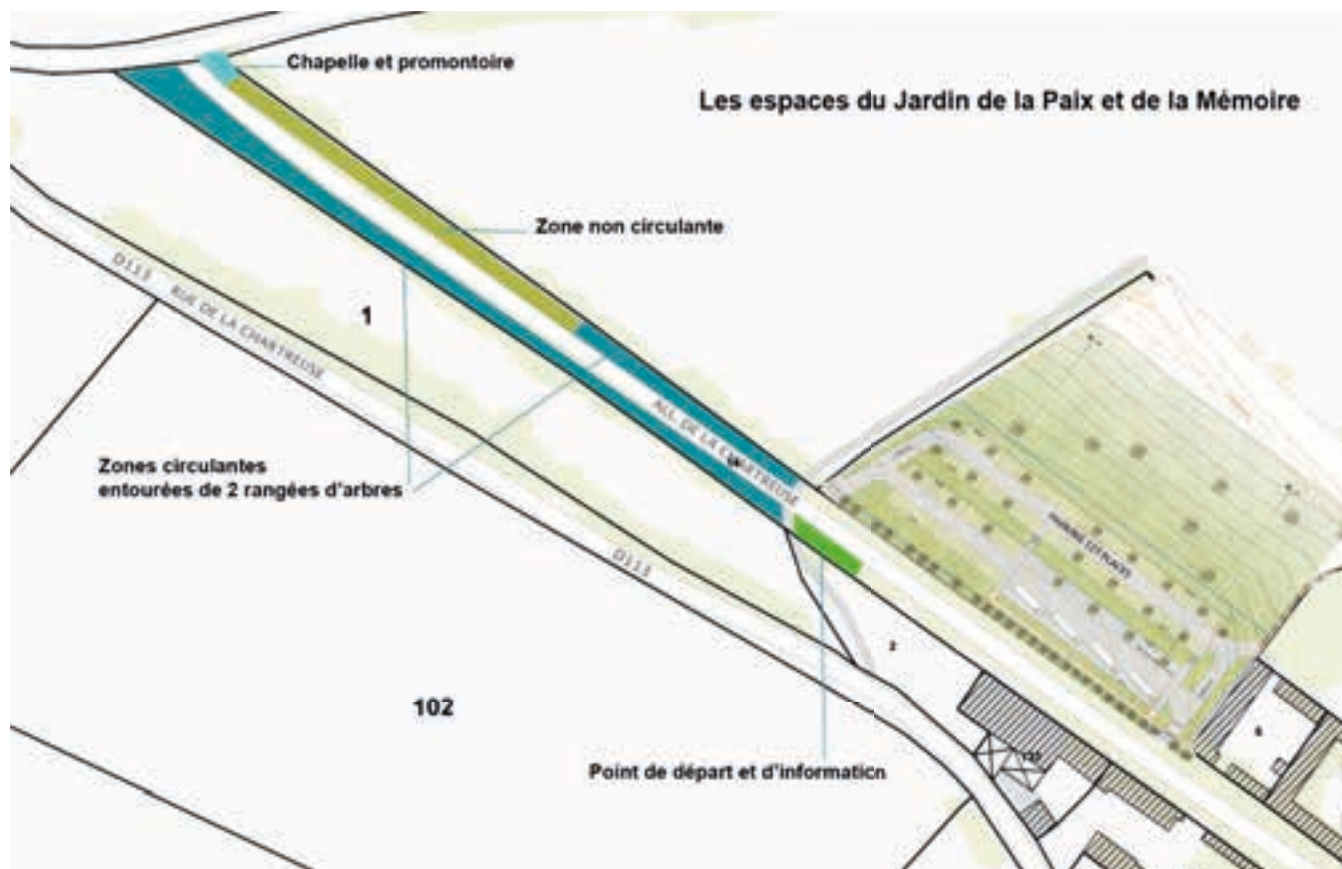 Chapelle et promontoire
Les espaces du Jardin de la Paix et de la Mémoire
Zone non circulante
D113 RUE DE LA CHARTREUSE
1
ALL. DE LA CHARTREUSE
Zones circulantes
entourées de 2 rangées d'arbres
D113
2
102
Point de départ et d'information